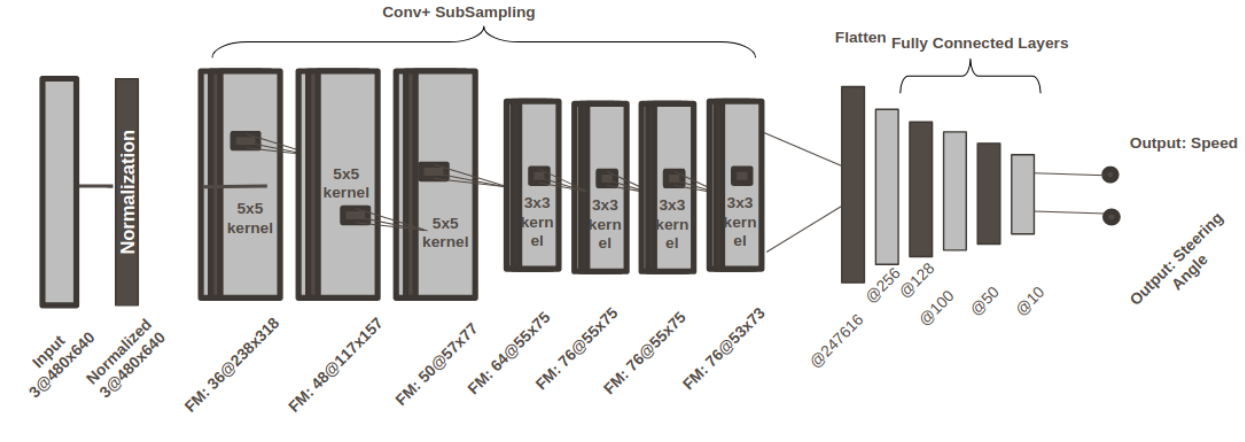 Conv+ SubSampling
Flatten
Fully Connected Layers
Normalization
5x5
kernel
5x5
kernel
5x5
kernel
3x3
kern
el
3x3
kern
el
3x3
kern
el
3x3
kern
el
Output: Speed
Output: Steering
Angle
Input
3@480x640
Normalized
3@480x640
FM: 36@238x318
FM: 48@117x157
FM: 50@57x77
FM: 64@55x75
FM: 76@55x75
FM: 76@55x75
FM: 76@53x73
@247616
@256
@128
@100
@50
@10